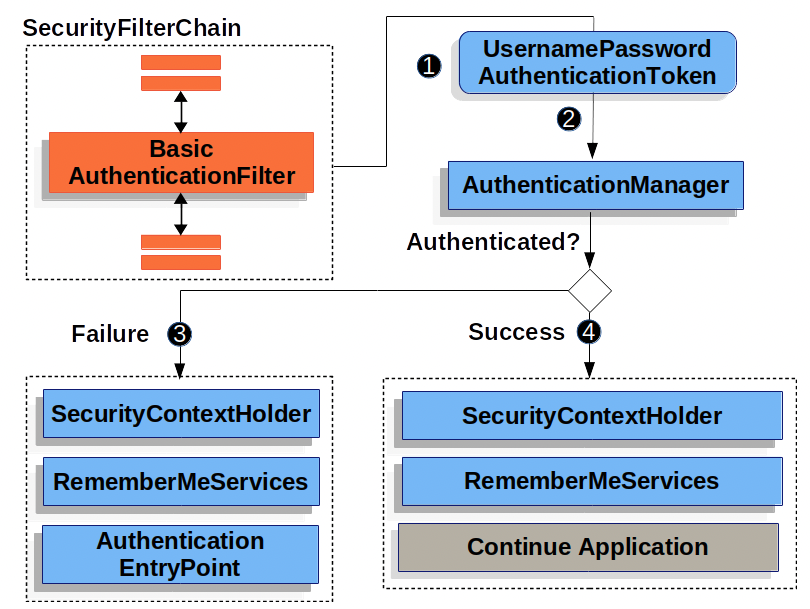 SecurityFilterChain
Basic
AuthenticationFilter
1
UsernamePassword
AuthenticationToken
2
AuthenticationManager
Authenticated?
Failure 3
Success 4
SecurityContextHolder
RememberMeServices
Authentication
EntryPoint
SecurityContextHolder
RememberMeServices
Continue Application